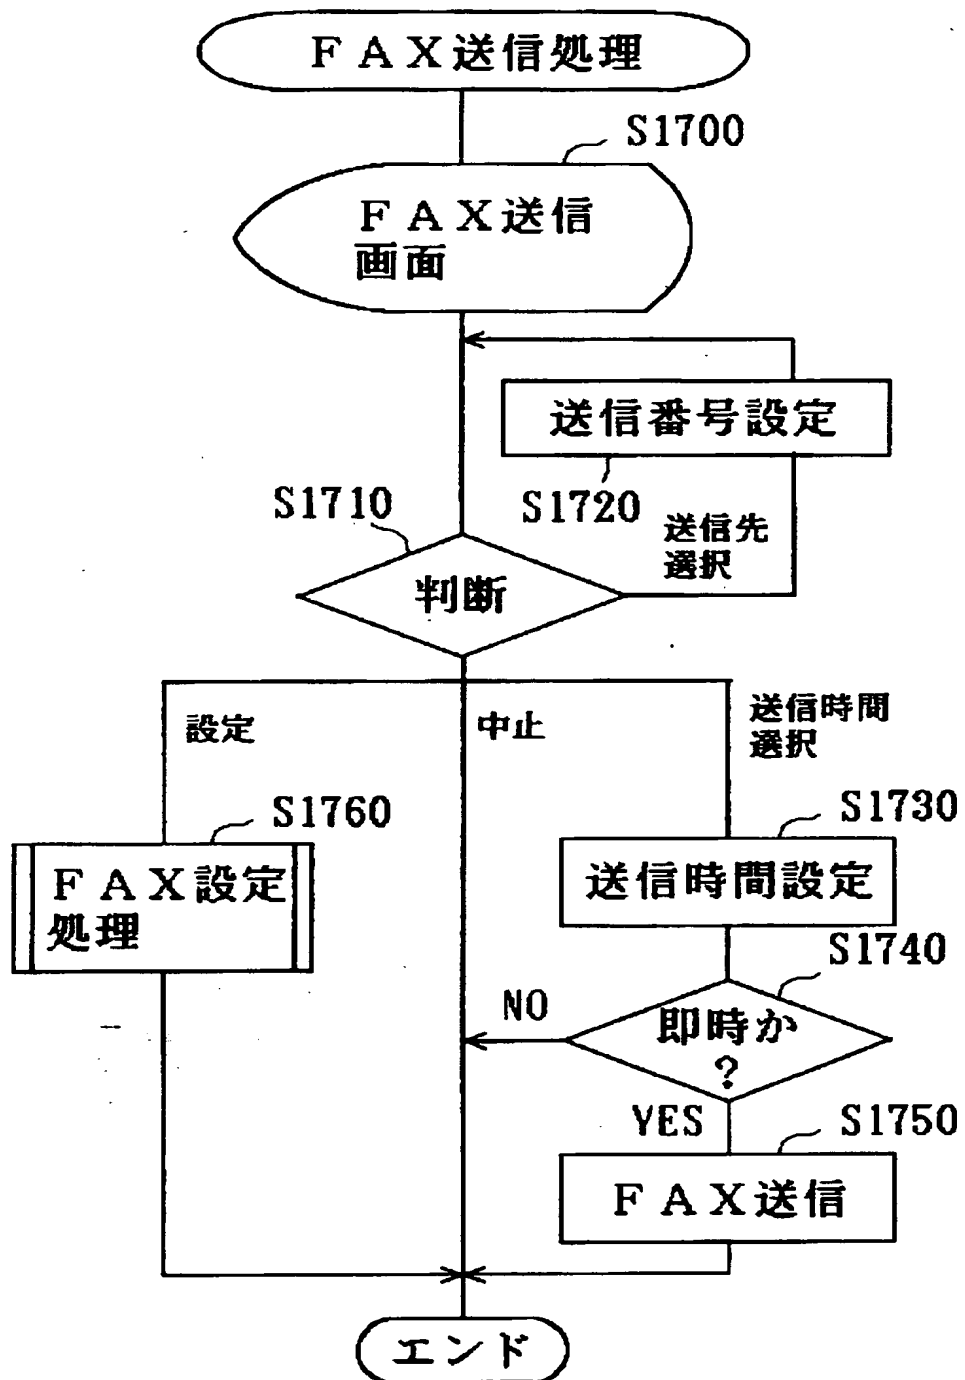 ＦＡＸ送信処理
S1700
ＦＡＸ送信
画面
送信番号設定
S1720
S1710
送信先
選択
判断
設定
中止
送信時間
選択
S1760
S1730
ＦＡＸ設定
処理
送信時間設定
S1740
NO
即時か
？
YES
S1750
ＦＡＸ送信
エンド